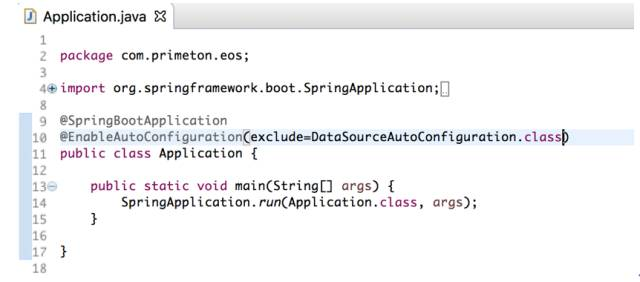 Application.java
1
2 package com.primeton.eos;
3
4 import org.springframework.boot.SpringApplication;
8
9 @SpringBootApplication
10 @EnableAutoConfiguration(exclude=DataSourceAutoConfiguration.class)
11 public class Application {
12
13 public static void main(String[] args) {
14 SpringApplication.run(Application.class, args);
15 }
16
17 }
18